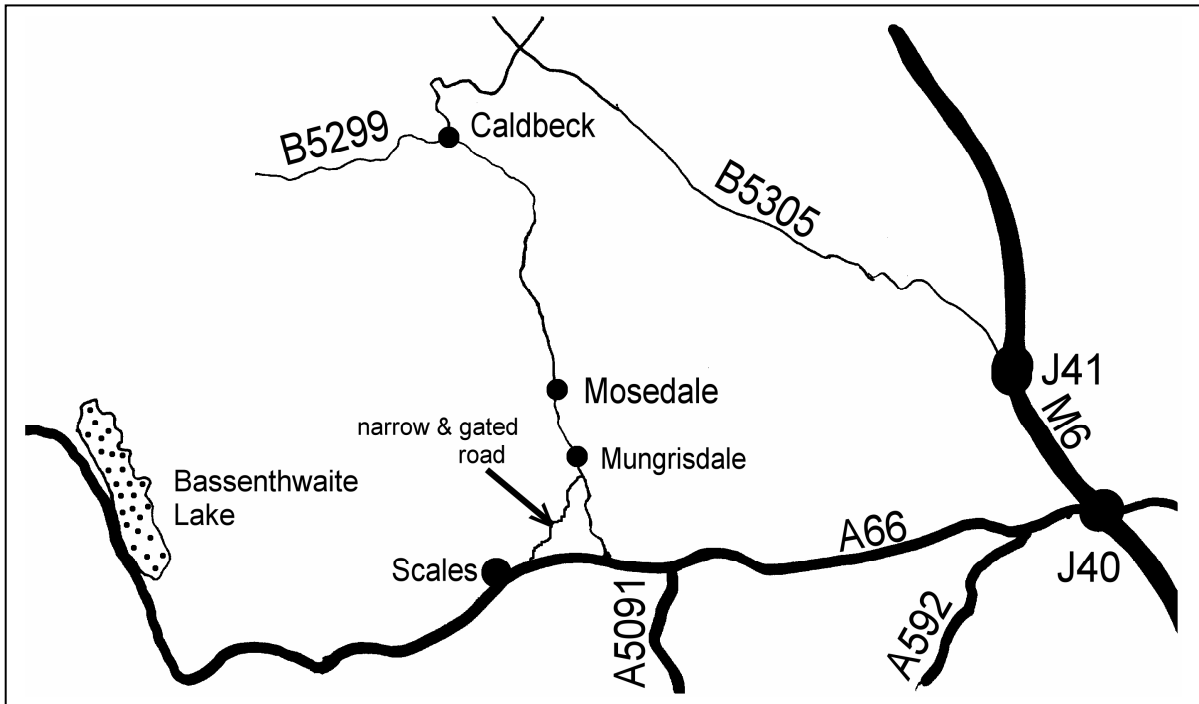 B5299
Caldbeck
B5305
J41
M6
Mosedale
narrow & gated
road
Mungrisdale
Bassenthwaite
Lake
A66
J40
Scales
A5091
A592